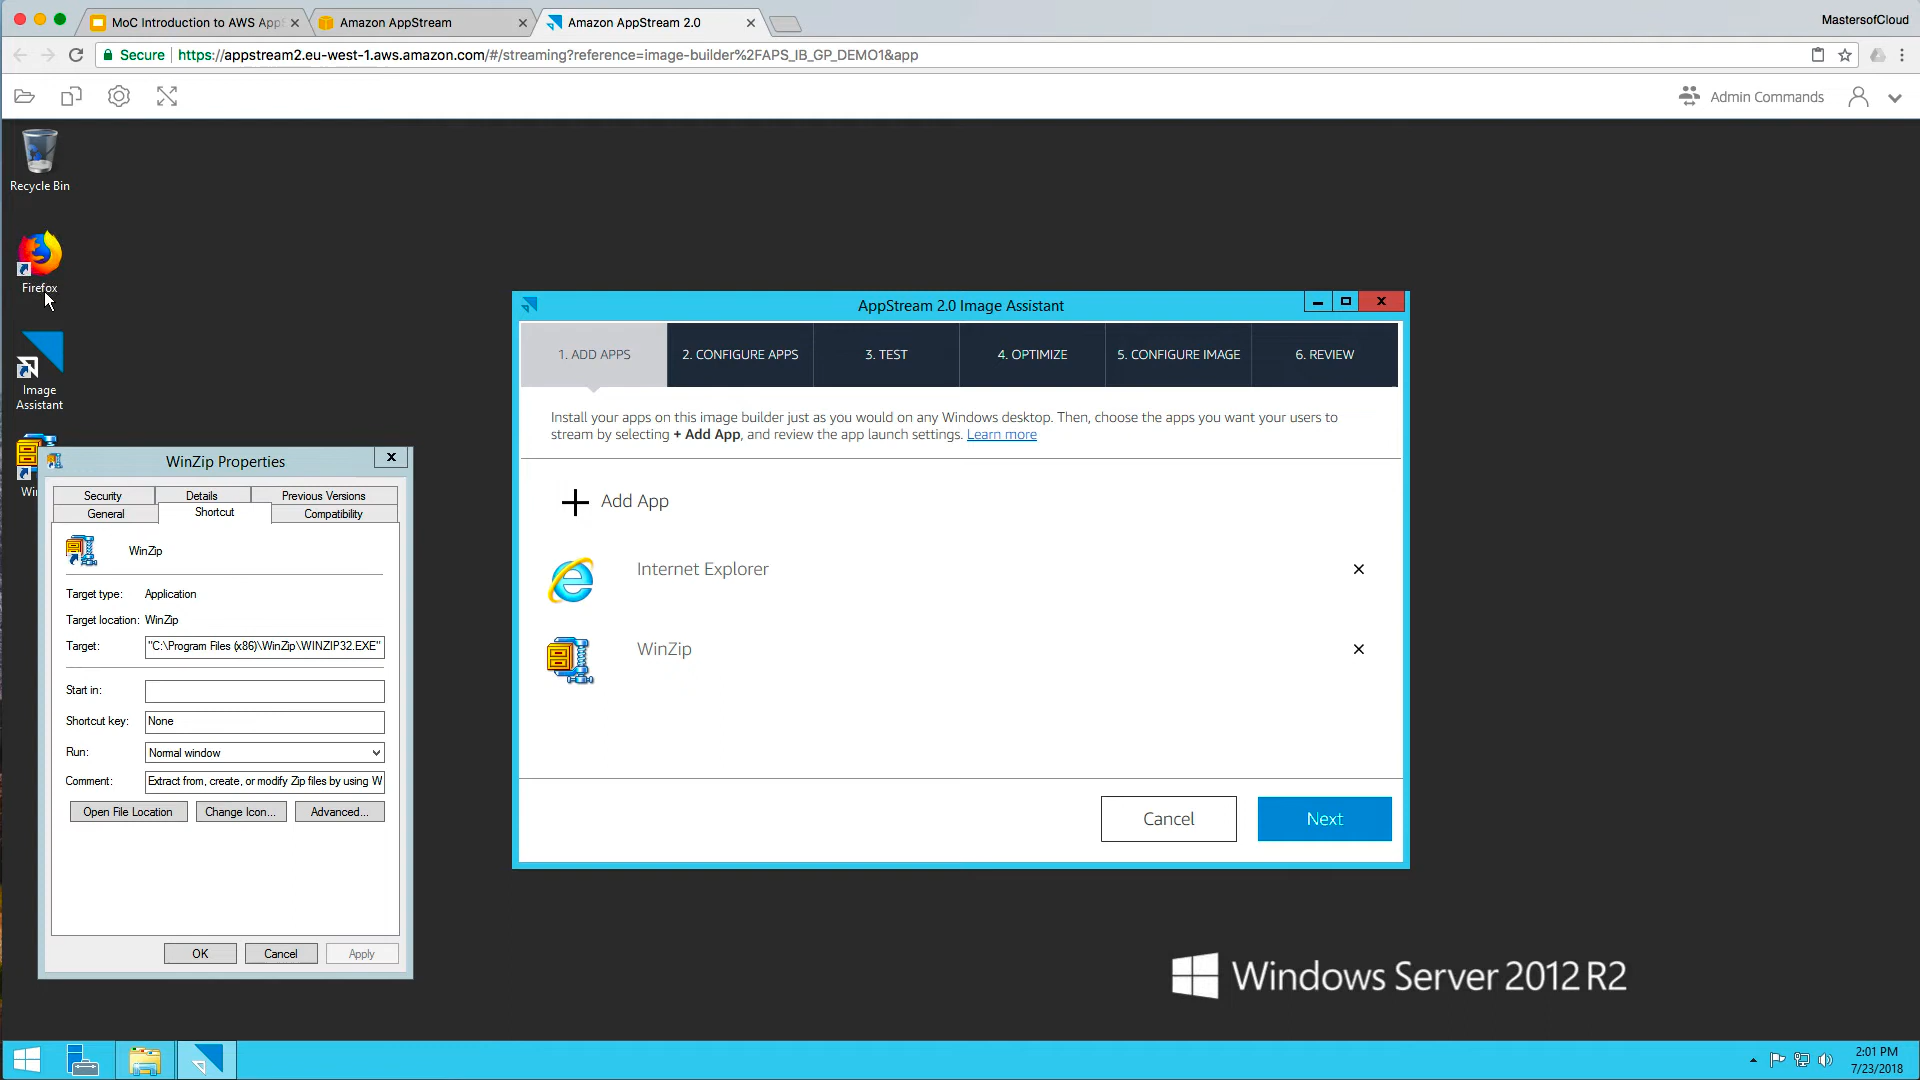 MoC Introduction to AWS App
Amazon AppStream
Amazon AppStream 2.0
MastersofCloud
Secure
https://appstream2.eu-west-1.aws.amazon.com/#/streaming?reference=image-builder%2FAPS_IB_GP_DEMO1&app
Admin Commands
Recycle Bin
Firefox
Image
Assistant
Wi
WinZip Properties
Security
Details
Previous Versions
General
Shortcut
Compatibility
WinZip
Target type:
Application
Target location:
WinZip
Target:
"C:\Program Files (x86)\WinZip\WINZIP32.EXE"
Start in:
Shortcut key:
None
Run:
Normal window
Comment:
Extract from, create, or modify Zip files by using W
Open File Location
Change Icon...
Advanced...
OK
Cancel
Apply
AppStream 2.0 Image Assistant
1. ADD APPS
2. CONFIGURE APPS
3. TEST
4. OPTIMIZE
5. CONFIGURE IMAGE
6. REVIEW
Install your apps on this image builder just as you would on any Windows desktop. Then, choose the apps you want your users to
stream by selecting + Add App, and review the app launch settings. Learn more
Add App
Internet Explorer
WinZip
Cancel
Next
Windows Server 2012 R2
2:01 PM
7/23/2018